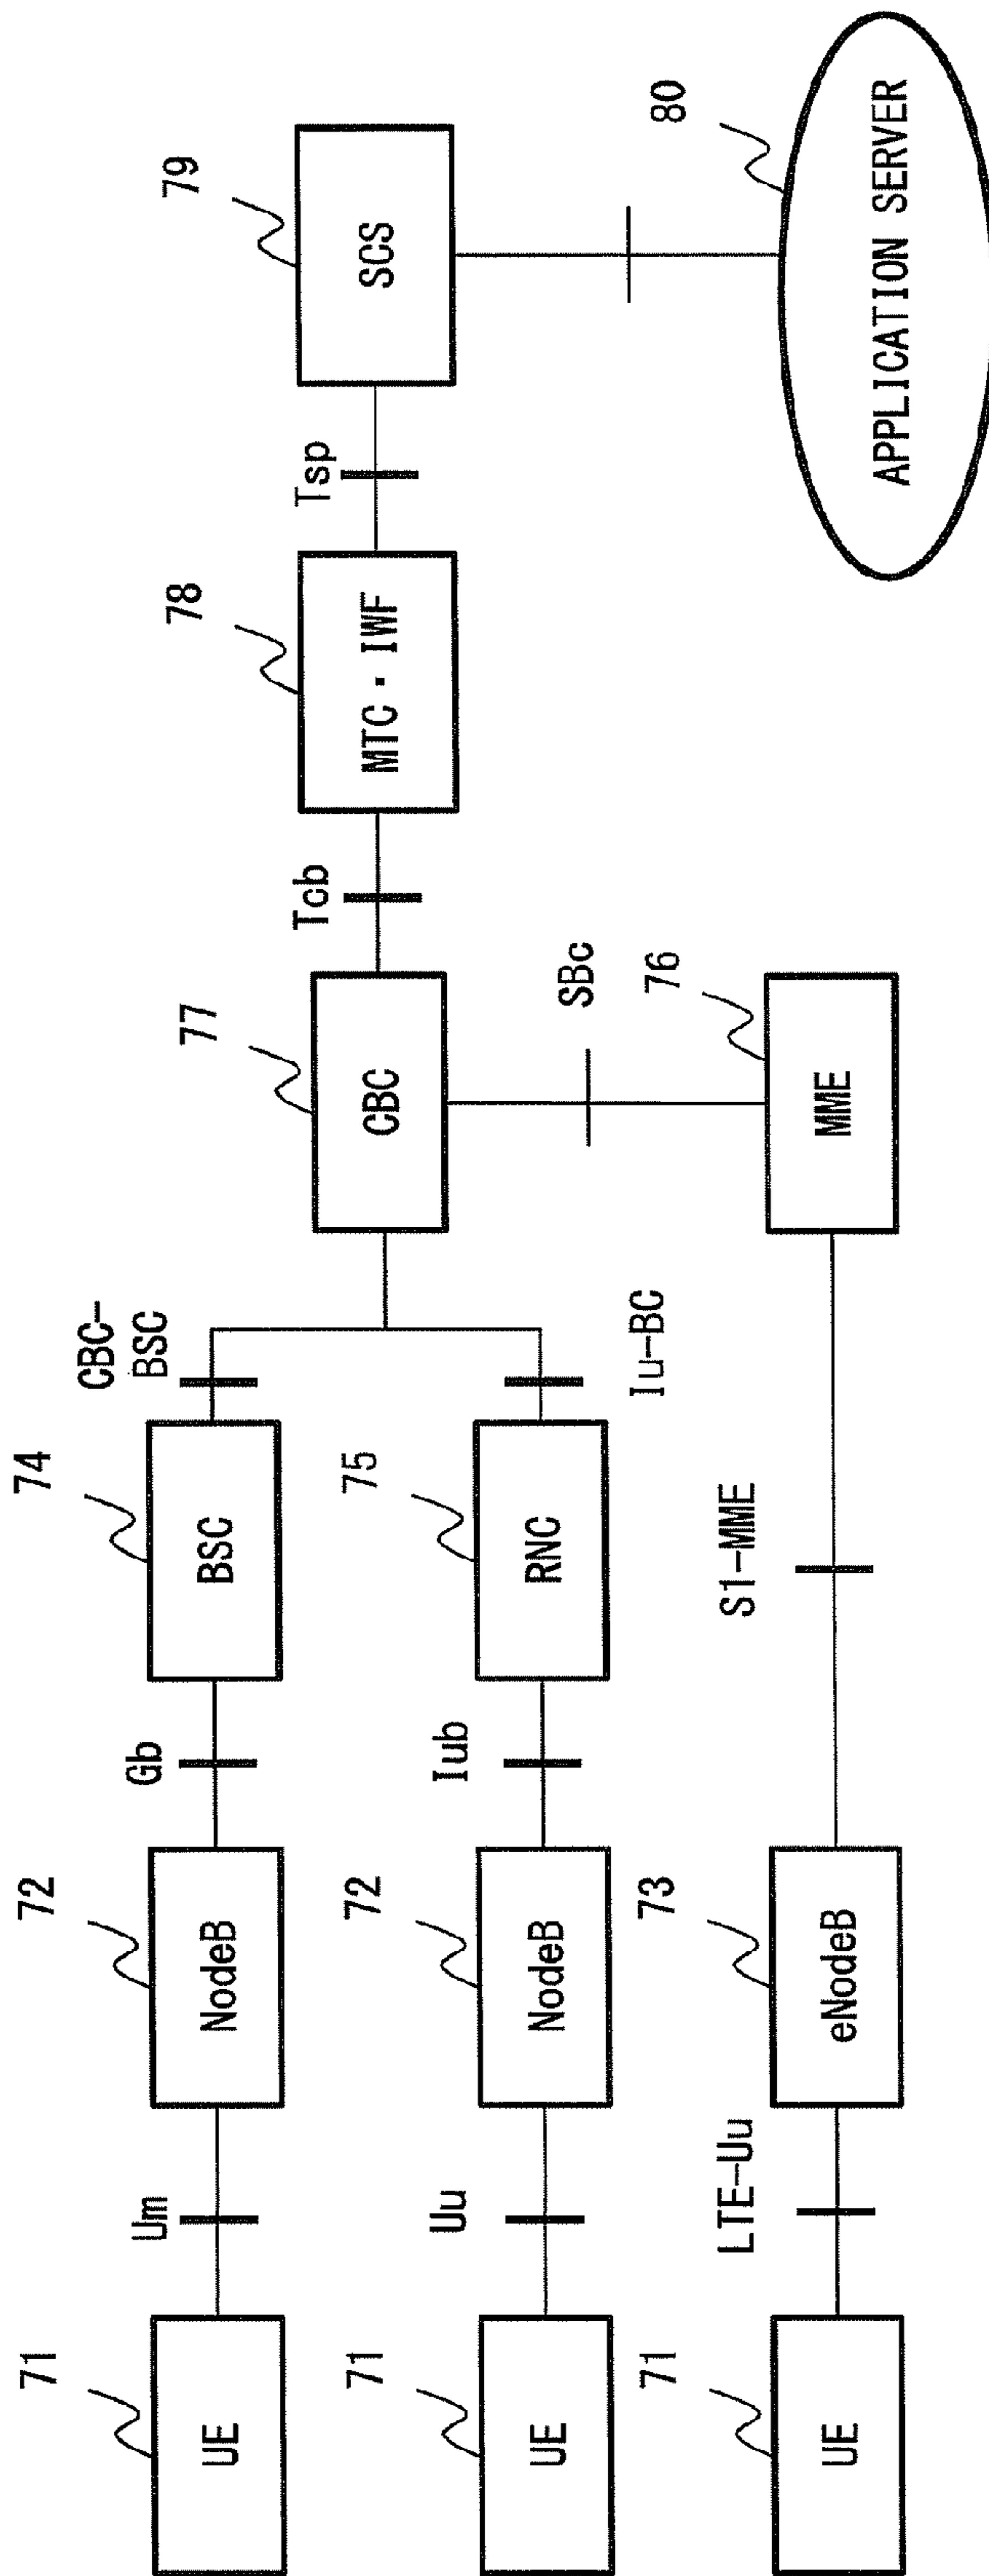 71
UE
Um
72
NodeB
Gb
74
BSC
CBC-
BSC
71
UE
Uu
72
NodeB
Iub
75
RNC
Iu-BC
71
UE
LTE-Uu
73
eNodeB
S1-MME
76
MME
SBc
77
CBC
Tcb
78
MTC・IWF
Tsp
79
SCS
80
APPLICATION SERVER